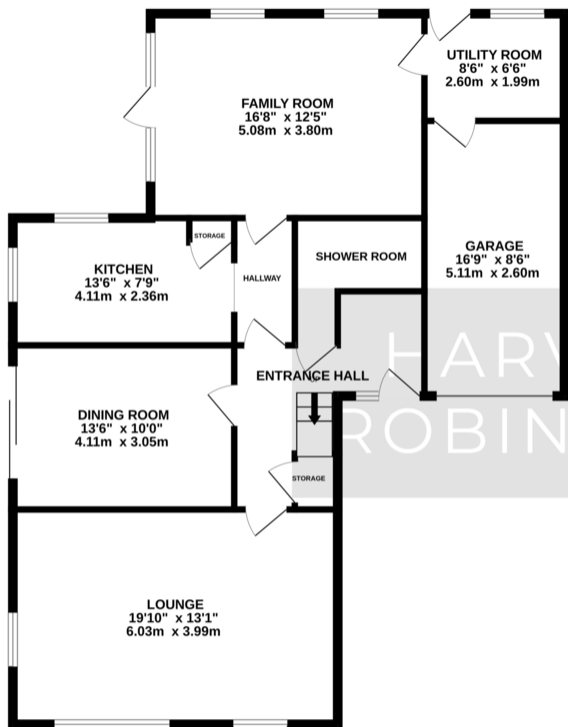 UTILITY ROOM
8'6" x 6'6"
2.60m x 1.99m
FAMILY ROOM
16'8" x 12'5"
5.08m x 3.80m
STORAGE
KITCHEN
13'6" x 7'9"
4.11m x 2.36m
HALLWAY
SHOWER ROOM
GARAGE
16'9" x 8'6"
5.11m x 2.60m
ENTRANCE HALL
HARV
ROBIN
DINING ROOM
13'6" x 10'0"
4.11m x 3.05m
STORAGE
LOUNGE
19'10" x 13'1"
6.03m x 3.99m